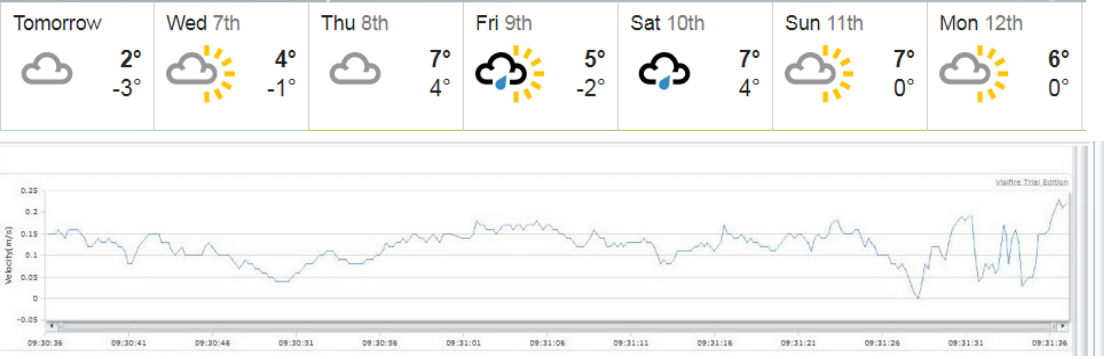 Tomorrow Wed 7th Thu 8th Fri 9th Sat 10th Sun 11th Mon 12th
2° 4° 7° 5° 7° 7° 6°
-3° -1° 4° -2° 4° 0° 0°
Visifire Trial Edition
Velocity(m/s)
0.25
0.2
0.15
0.1
0.05
0
-0.05
09:30:36 09:30:41 09:30:46 09:30:51 09:30:56 09:31:01 09:31:06 09:31:11 09:31:16 09:31:21 09:31:26 09:31:31 09:31:36